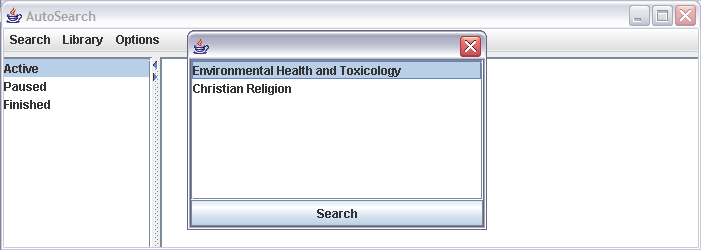 AutoSearch
Search Library Options
Active
Paused
Finished
Environmental Health and Toxicology
Christian Religion
Search